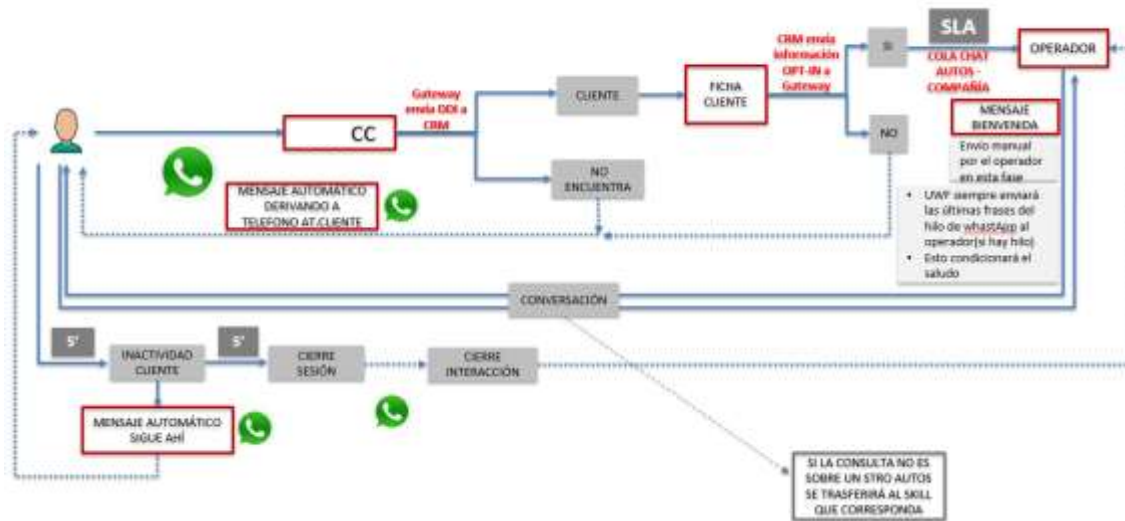 CRM envía
información
OPT-IN a
Gateway
SI
SLA
COLA CHAT
AUTOS -
COMPAÑÍA
OPERADOR
Gateway
envía DDI a
CRM
CLIENTE
FICHA
CLIENTE
CC
NO
MENSAJE
BIENVENIDA
Envío manual
por el operador
en esta fase
NO
ENCUENTRA
MENSAJE AUTOMÁTICO
DERIVANDO A
TELEFONO AT.CLIENTE
• UWF siempre enviará
las últimas frases del
hilo de whastApp al
operador(si hay hilo)
• Esto condicionará el
saludo
CONVERSACIÓN
5'
INACTIVIDAD
CLIENTE
5'
CIERRE
SESIÓN
CIERRE
INTERACCIÓN
MENSAJE AUTOMÁTICO
SIGUE AHÍ
SI LA CONSULTA NO ES
SOBRE UN STRO AUTOS
SE TRASFERIRÁ AL SKILL
QUE CORRESPONDA